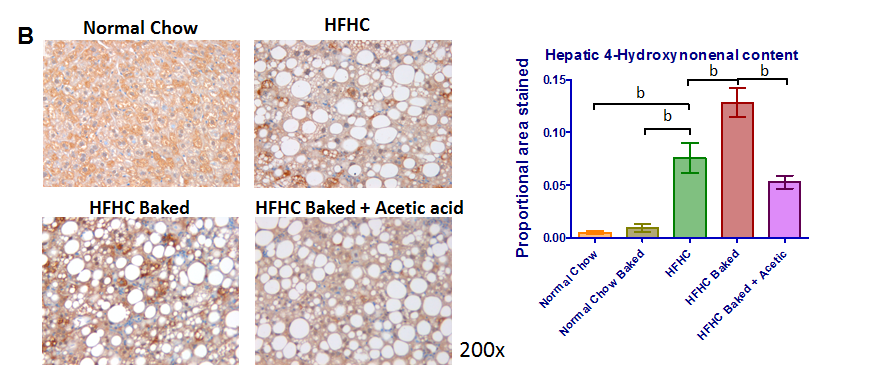 B
Normal Chow
HFHC
HFHC Baked
HFHC Baked + Acetic acid
200x
Hepatic 4-Hydroxynonenal content
Proportional area stained
0.15
0.10
0.05
0.00
b
b
b
b
Normal Chow
Normal Chow Baked
HFHC
HFHC Baked
HFHC Baked + Acetic